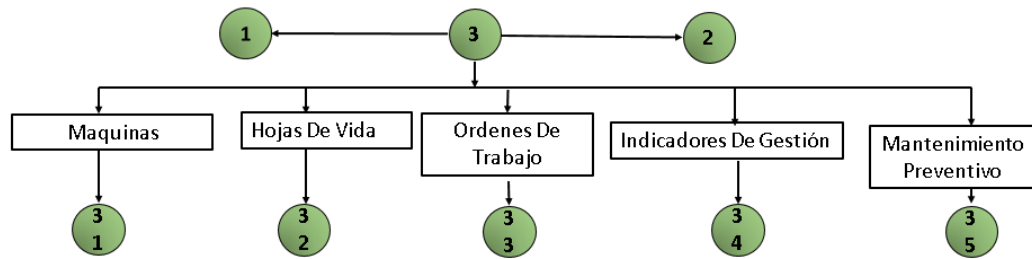 1
3
2
Maquinas
Hojas De Vida
Ordenes De
Trabajo
Indicadores De Gestión
Mantenimiento
Preventivo
3
1
3
2
3
3
3
4
3
5